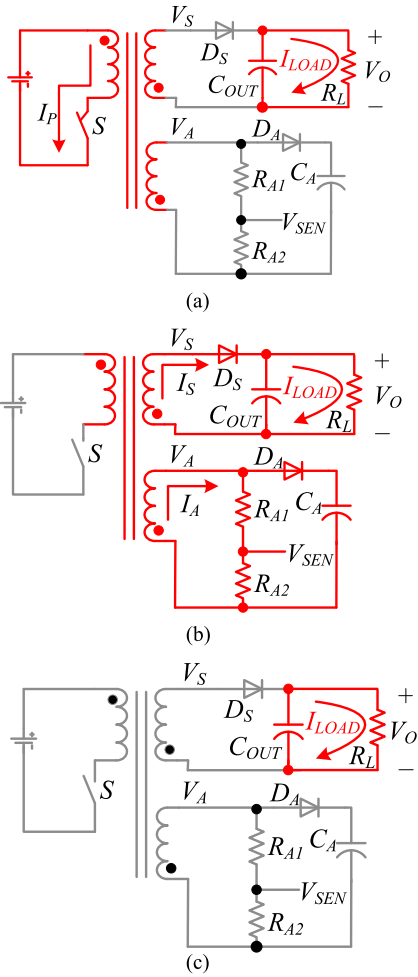 V_S
D_S
C_OUT
I_LOAD
R_L
+
V_O
−
I_P
S
V_A
D_A
R_A1
C_A
V_SEN
R_A2
(a)
V_S
I_S
D_S
C_OUT
I_LOAD
R_L
+
V_O
−
S
V_A
I_A
D_A
R_A1
C_A
V_SEN
R_A2
(b)
V_S
D_S
C_OUT
I_LOAD
R_L
+
V_O
−
S
V_A
D_A
R_A1
C_A
V_SEN
R_A2
(c)